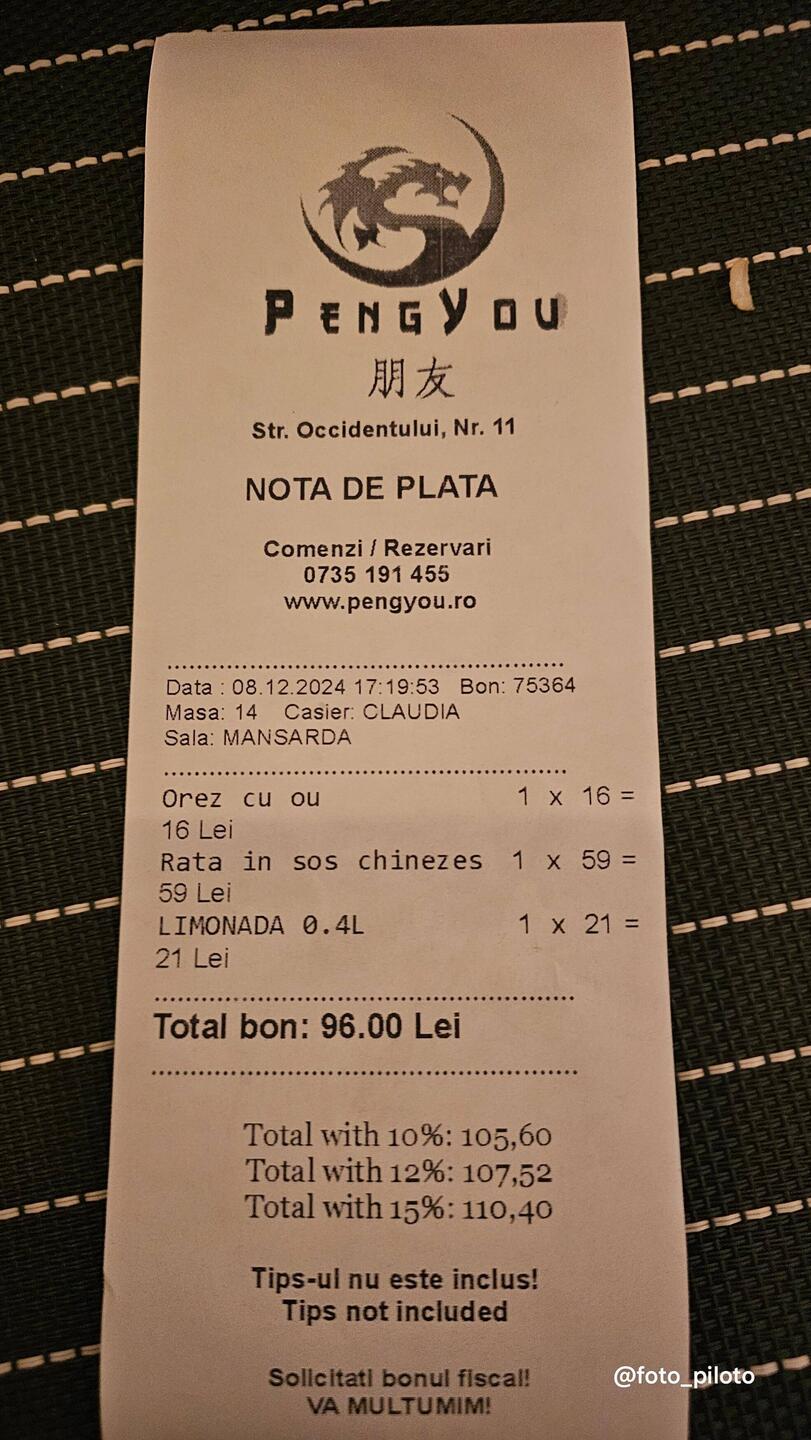 PENGYOU
朋友
Str. Occidentului, Nr. 11
NOTA DE PLATA
Comenzi / Rezervari
0735 191 455
www.pengyou.ro
Data : 08.12.2024 17:19:53 Bon: 75364
Masa: 14 Casier: CLAUDIA
Sala: MANSARDA
Orez cu ou 1 x 16 =
16 Lei
Rata in sos chinezes 1 x 59 =
59 Lei
LIMONADA 0.4L 1 x 21 =
21 Lei
Total bon: 96.00 Lei
Total with 10%: 105,60
Total with 12%: 107,52
Total with 15%: 110,40
Tips-ul nu este inclus!
Tips not included
Solicitati bonul fiscal!
VA MULTUMIM!
@foto_piloto